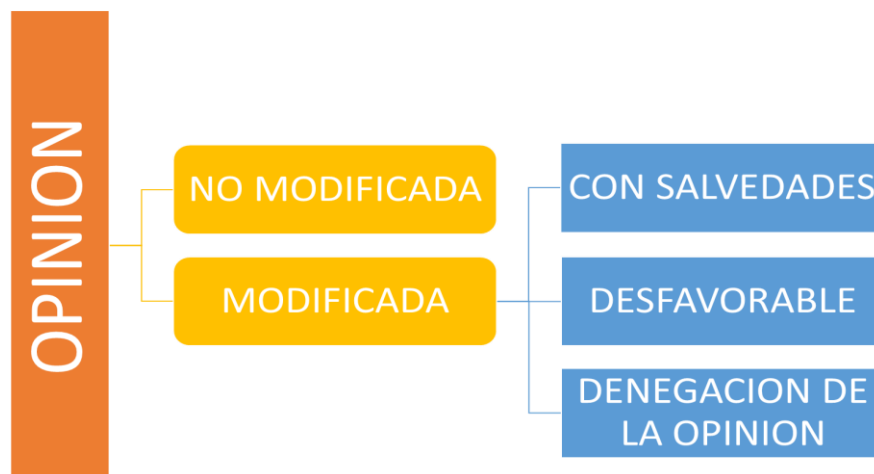 OPINION
NO MODIFICADA
MODIFICADA
CON SALVEDADES
DESFAVORABLE
DENEGACION DE
LA OPINION